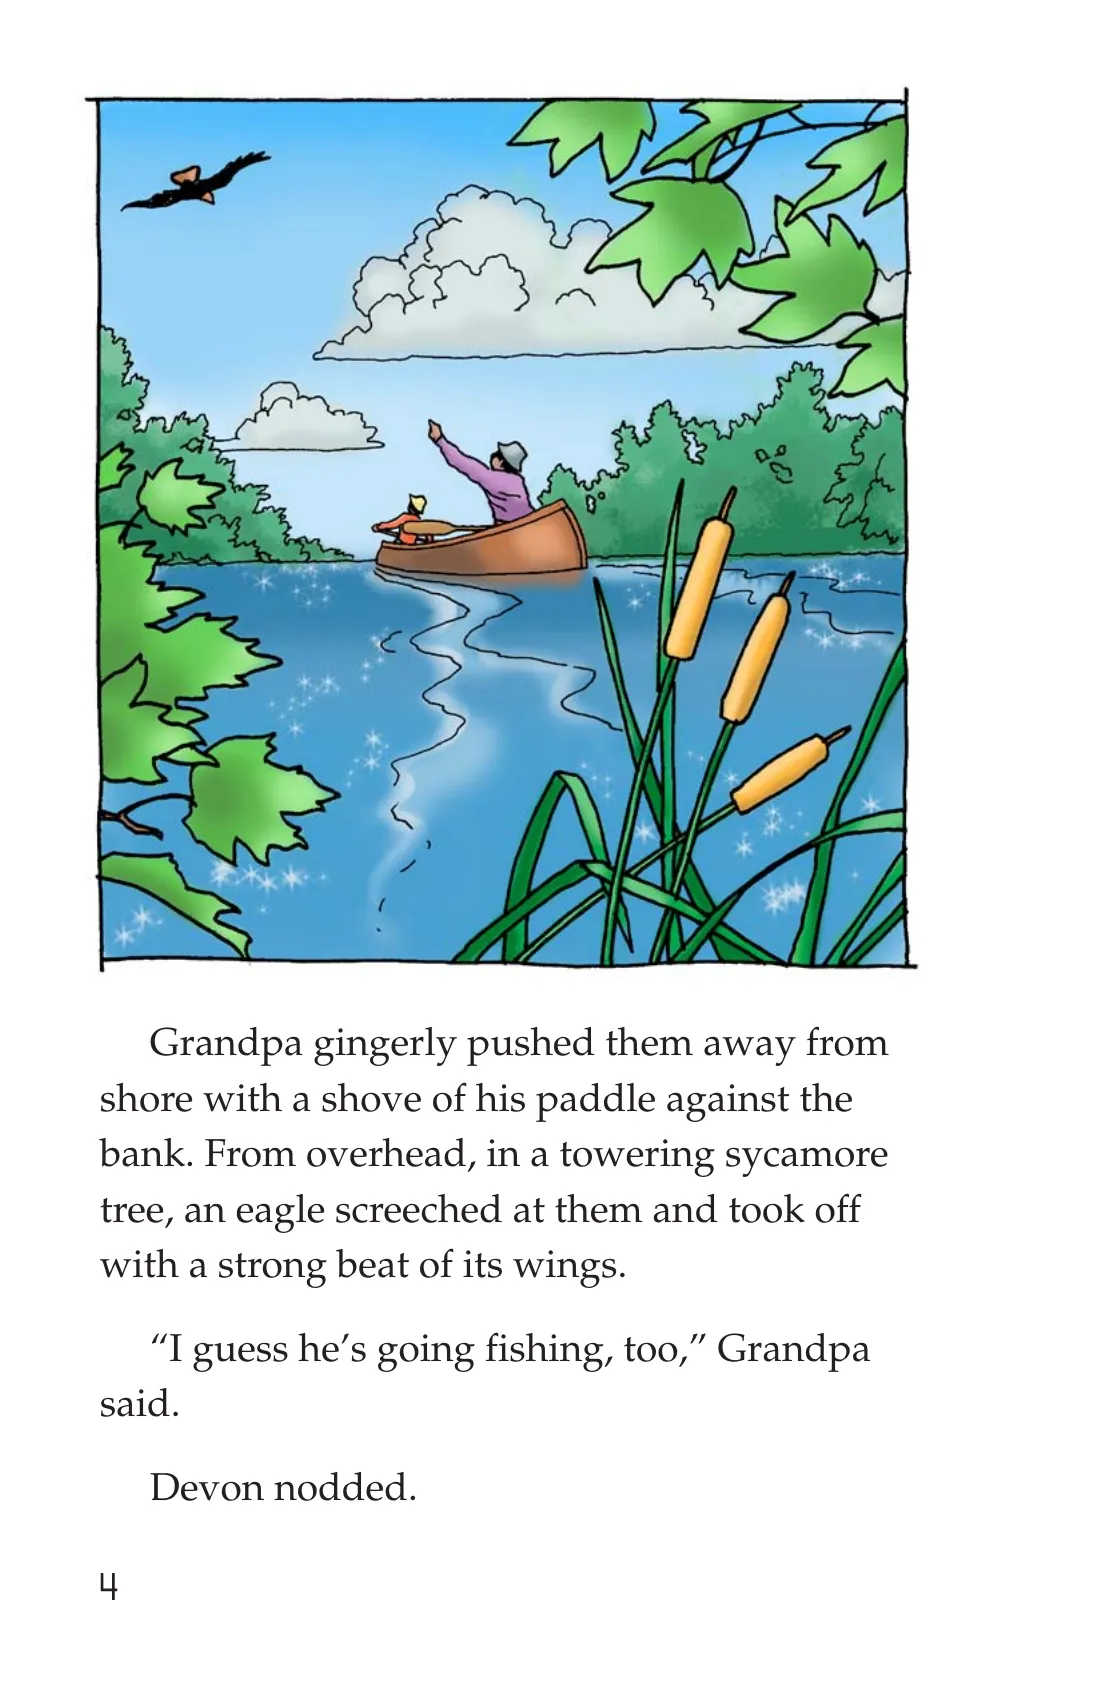 Grandpa gingerly pushed them away from
shore with a shove of his paddle against the
bank. From overhead, in a towering sycamore
tree, an eagle screeched at them and took off
with a strong beat of its wings.
“I guess he’s going fishing, too,” Grandpa
said.
Devon nodded.
4